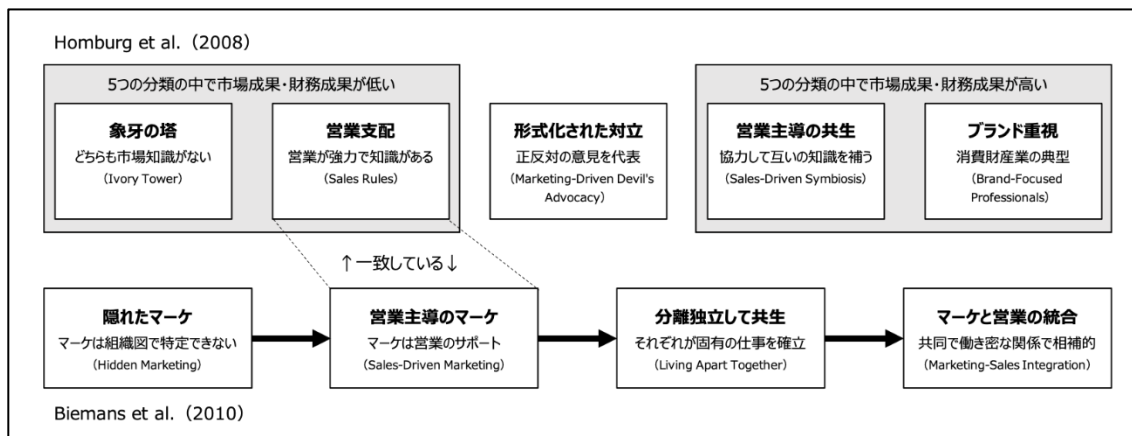 Homburg et al.（2008）
5つの分類の中で市場成果・財務成果が低い
象牙の塔
どちらも市場知識がない
（Ivory Tower）
営業支配
営業が強力で知識がある
（Sales Rules）
形式化された対立
正反対の意見を代表
（Marketing-Driven Devil's
Advocacy）
5つの分類の中で市場成果・財務成果が高い
営業主導の共生
協力して互いの知識を補う
（Sales-Driven Symbiosis）
ブランド重視
消費財産業の典型
（Brand-Focused
Professionals）
↑一致している↓
隠れたマーケ
マーケは組織図で特定できない
（Hidden Marketing）
営業主導のマーケ
マーケは営業のサポート
（Sales-Driven Marketing）
分離独立して共生
それぞれが固有の仕事を確立
（Living Apart Together）
マーケと営業の統合
共同で働き密な関係で相補的
（Marketing-Sales Integration）
Biemans et al.（2010）